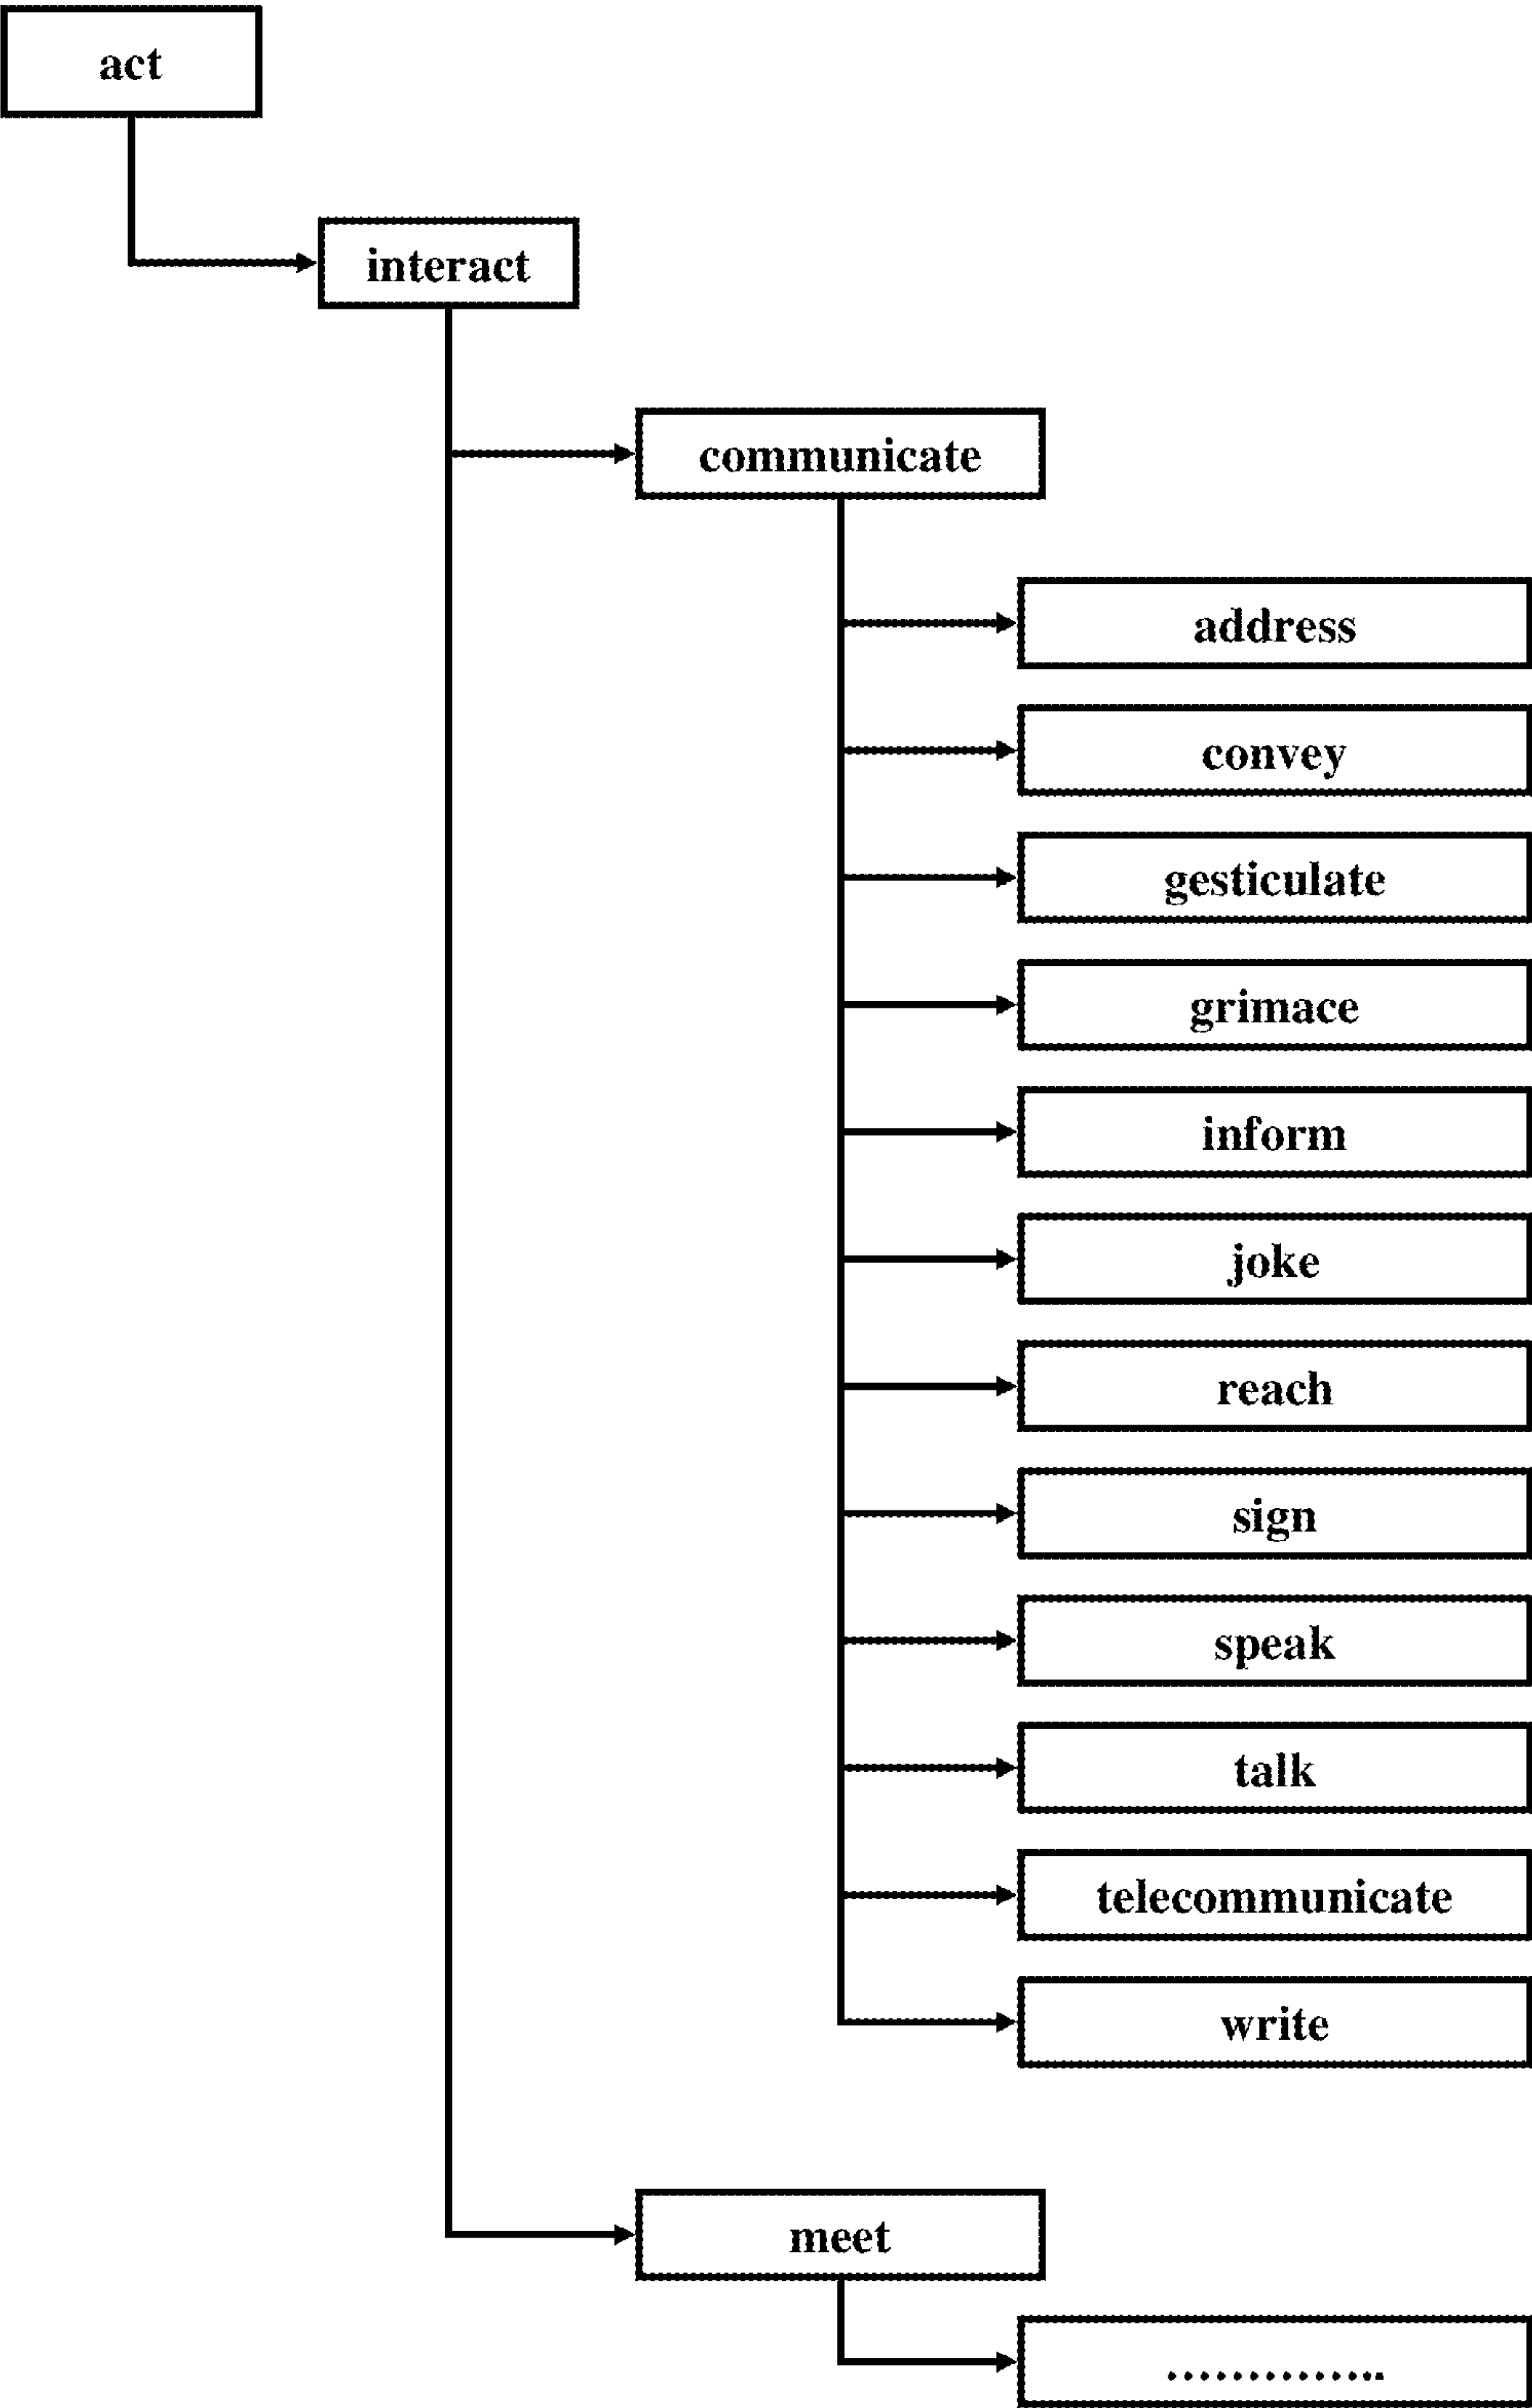 act
interact
communicate
address
convey
gesticulate
grimace
inform
joke
reach
sign
speak
talk
telecommunicate
write
meet
..............